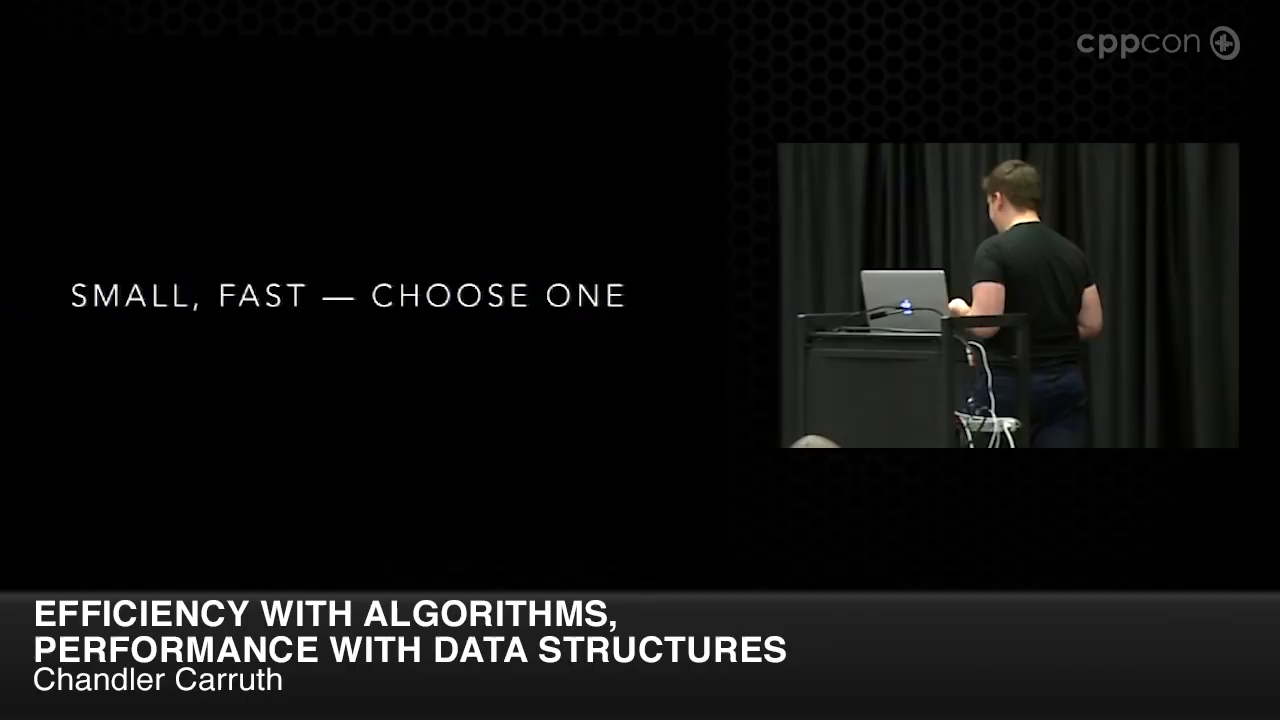 cppcon
SMALL, FAST — CHOOSE ONE
EFFICIENCY WITH ALGORITHMS,
PERFORMANCE WITH DATA STRUCTURES
Chandler Carruth